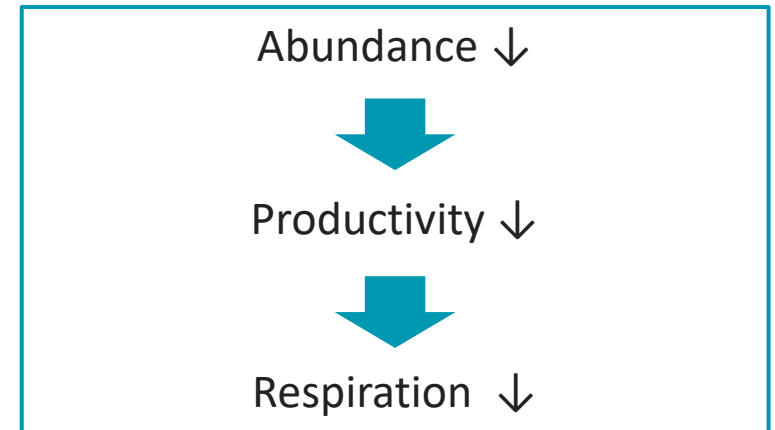 Abundance ↓
Productivity ↓
Respiration ↓